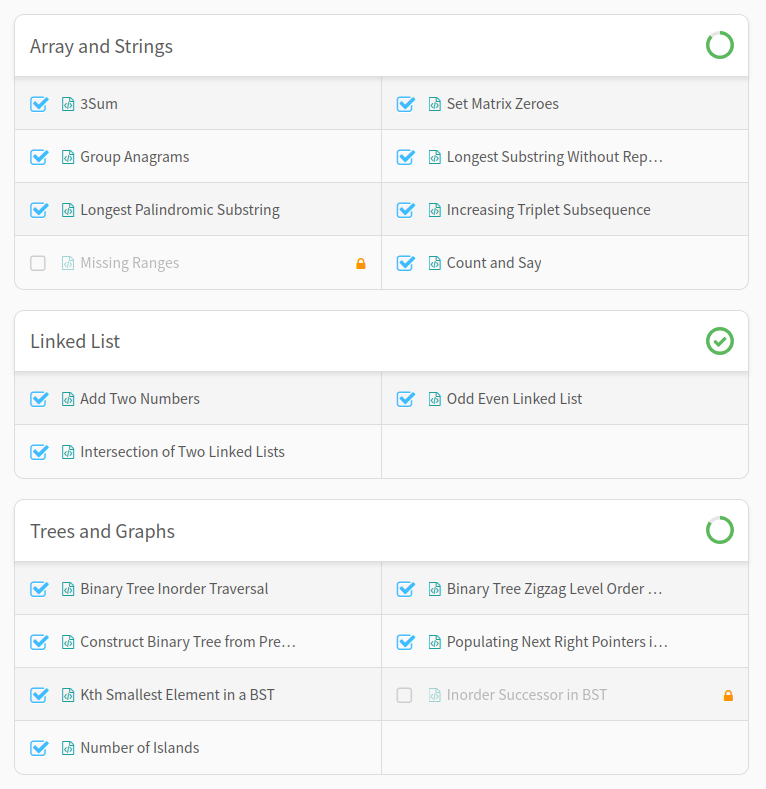 Array and Strings
3Sum
Set Matrix Zeroes
Group Anagrams
Longest Substring Without Rep…
Longest Palindromic Substring
Increasing Triplet Subsequence
Missing Ranges
Count and Say
Linked List
Add Two Numbers
Odd Even Linked List
Intersection of Two Linked Lists
Trees and Graphs
Binary Tree Inorder Traversal
Binary Tree Zigzag Level Order …
Construct Binary Tree from Pre…
Populating Next Right Pointers i…
Kth Smallest Element in a BST
Inorder Successor in BST
Number of Islands